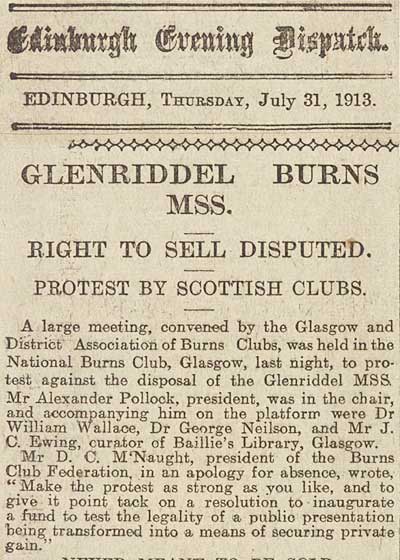 Edinburgh Evening Dispatch.
EDINBURGH, THURSDAY, July 31, 1913.
GLENRIDDEL BURNS
MSS.
RIGHT TO SELL DISPUTED.
PROTEST BY SCOTTISH CLUBS.
A large meeting, convened by the Glasgow and
District Association of Burns Clubs, was held in the
National Burns Club, Glasgow, last night, to pro-
test against the disposal of the Glenriddel MSS.
Mr Alexander Pollock, president, was in the chair,
and accompanying him on the platform were Dr
William Wallace, Dr George Neilson, and Mr J.
C. Ewing, curator of Baillie's Library, Glasgow.
Mr D. C. M'Naught, president of the Burns
Club Federation, in an apology for absence, wrote,
"Make the protest as strong as you like, and to
give it point tack on a resolution to inaugurate
a fund to test the legality of a public presentation
being transformed into a means of securing private
gain."
NEVER MEANT TO BE SOLD